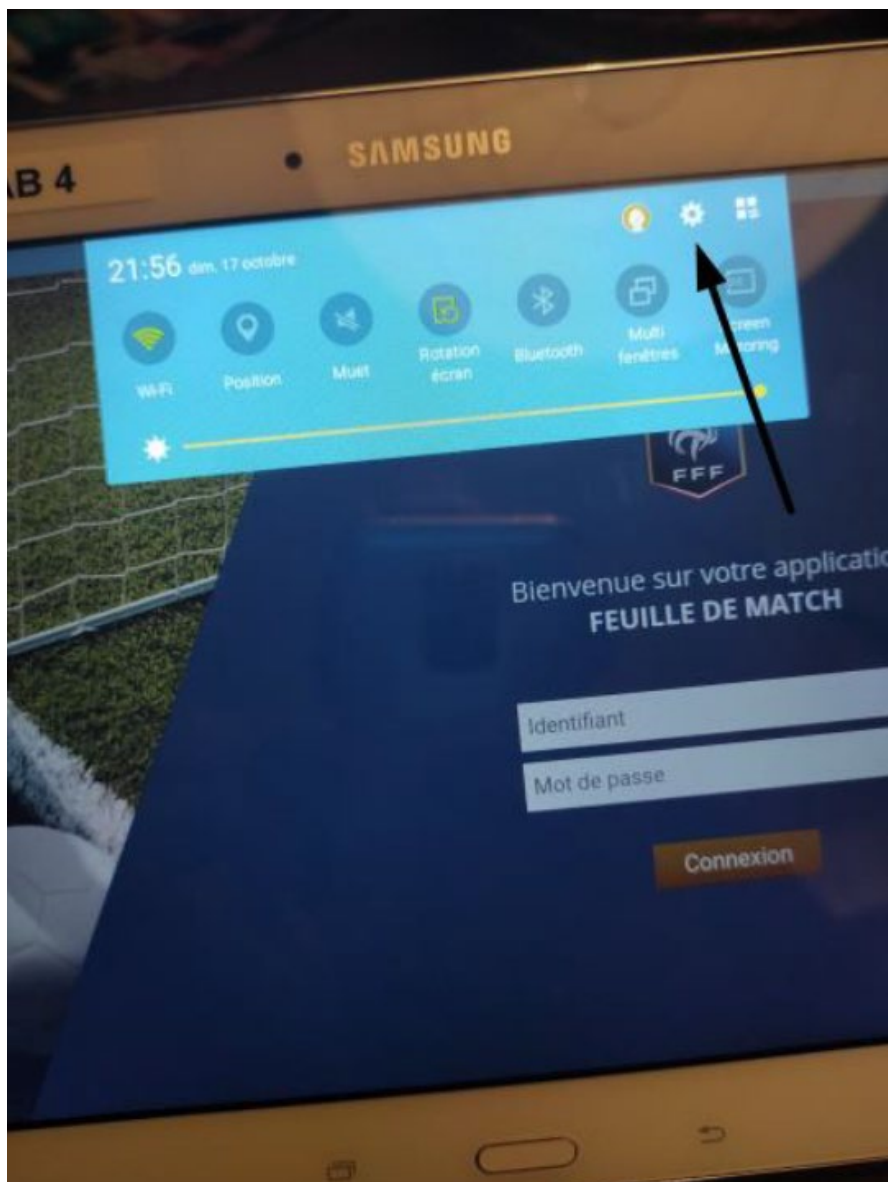 SAMSUNG
AB 4
21:56 dim. 17 octobre
Wi-Fi
Position
Muet
Rotation
écran
Bluetooth
Multi
fenêtres
Screen
Mirroring
FFF
Bienvenue sur votre applicatio
FEUILLE DE MATCH
Identifiant
Mot de passe
Connexion